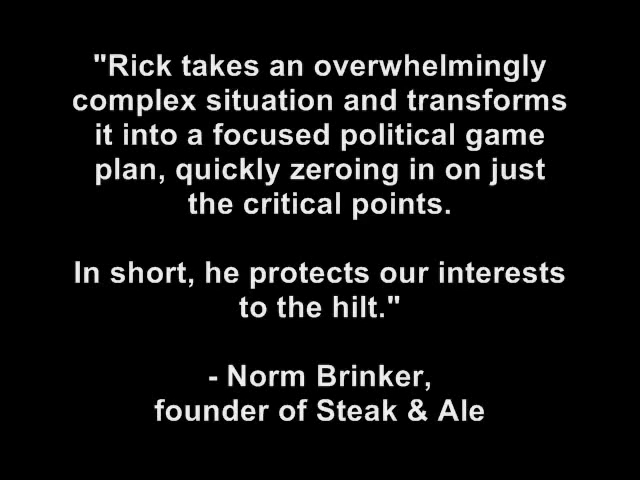 "Rick takes an overwhelmingly
complex situation and transforms
it into a focused political game
plan, quickly zeroing in on just
the critical points.
In short, he protects our interests
to the hilt."
- Norm Brinker,
founder of Steak & Ale